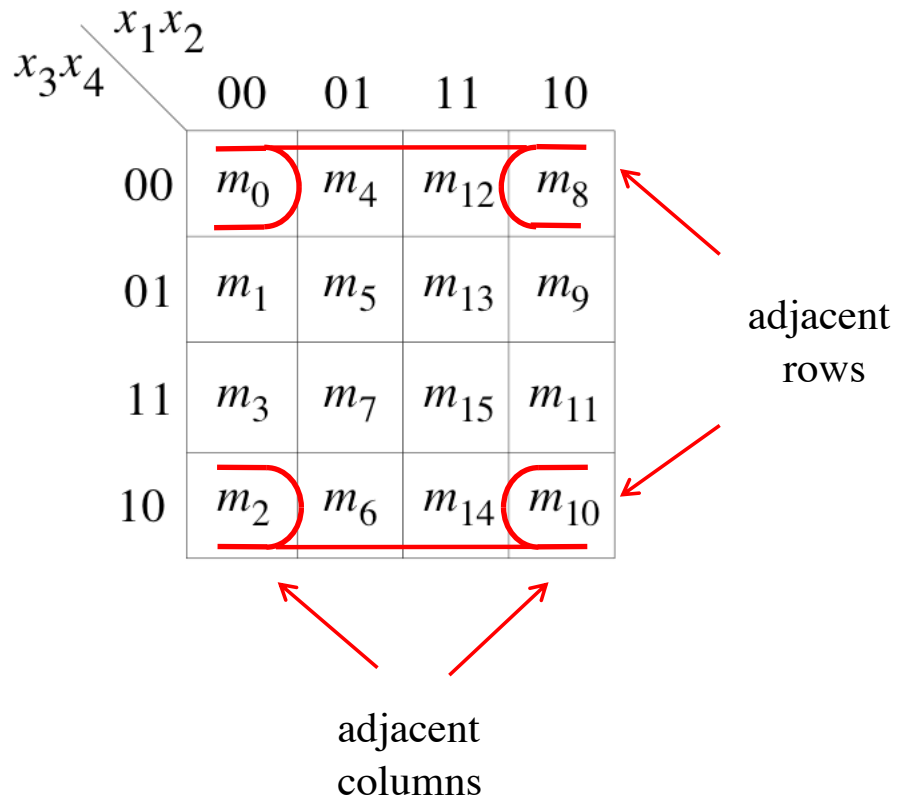 x₁x₂
x₃x₄
00 01 11 10
00 m₀ m₄ m₁₂ m₈
01 m₁ m₅ m₁₃ m₉
adjacent
rows
11 m₃ m₇ m₁₅ m₁₁
10 m₂ m₆ m₁₄ m₁₀
adjacent
columns